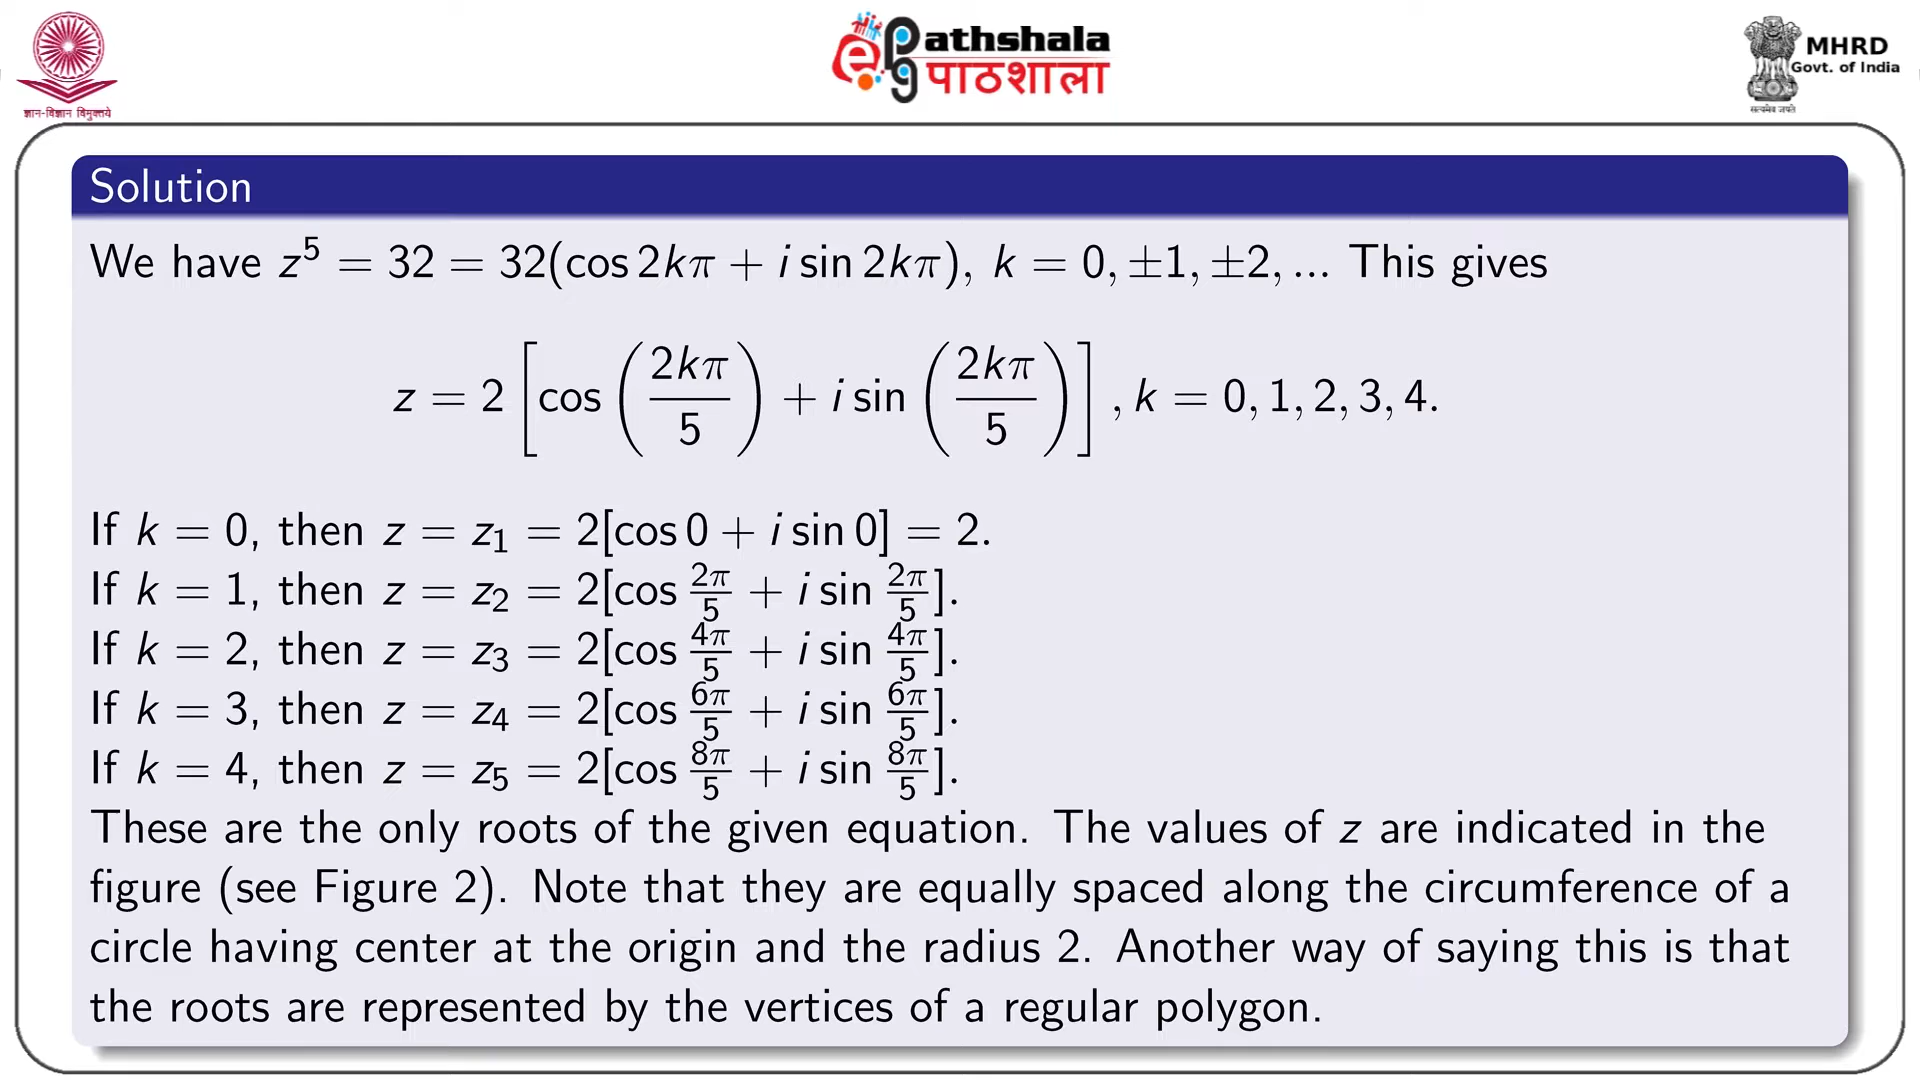 ज्ञान-विज्ञान विमुक्तये
ePathshala
पाठशाला
MHRD
Govt. of India
सत्यमेव जयते
Solution
We have z⁵ = 32 = 32(cos 2kπ + i sin 2kπ), k = 0, ±1, ±2, ... This gives
z = 2 [cos (2kπ/5) + i sin (2kπ/5)], k = 0, 1, 2, 3, 4.
If k = 0, then z = z₁ = 2[cos 0 + i sin 0] = 2.
If k = 1, then z = z₂ = 2[cos 2π/5 + i sin 2π/5].
If k = 2, then z = z₃ = 2[cos 4π/5 + i sin 4π/5].
If k = 3, then z = z₄ = 2[cos 6π/5 + i sin 6π/5].
If k = 4, then z = z₅ = 2[cos 8π/5 + i sin 8π/5].
These are the only roots of the given equation. The values of z are indicated in the
figure (see Figure 2). Note that they are equally spaced along the circumference of a
circle having center at the origin and the radius 2. Another way of saying this is that
the roots are represented by the vertices of a regular polygon.